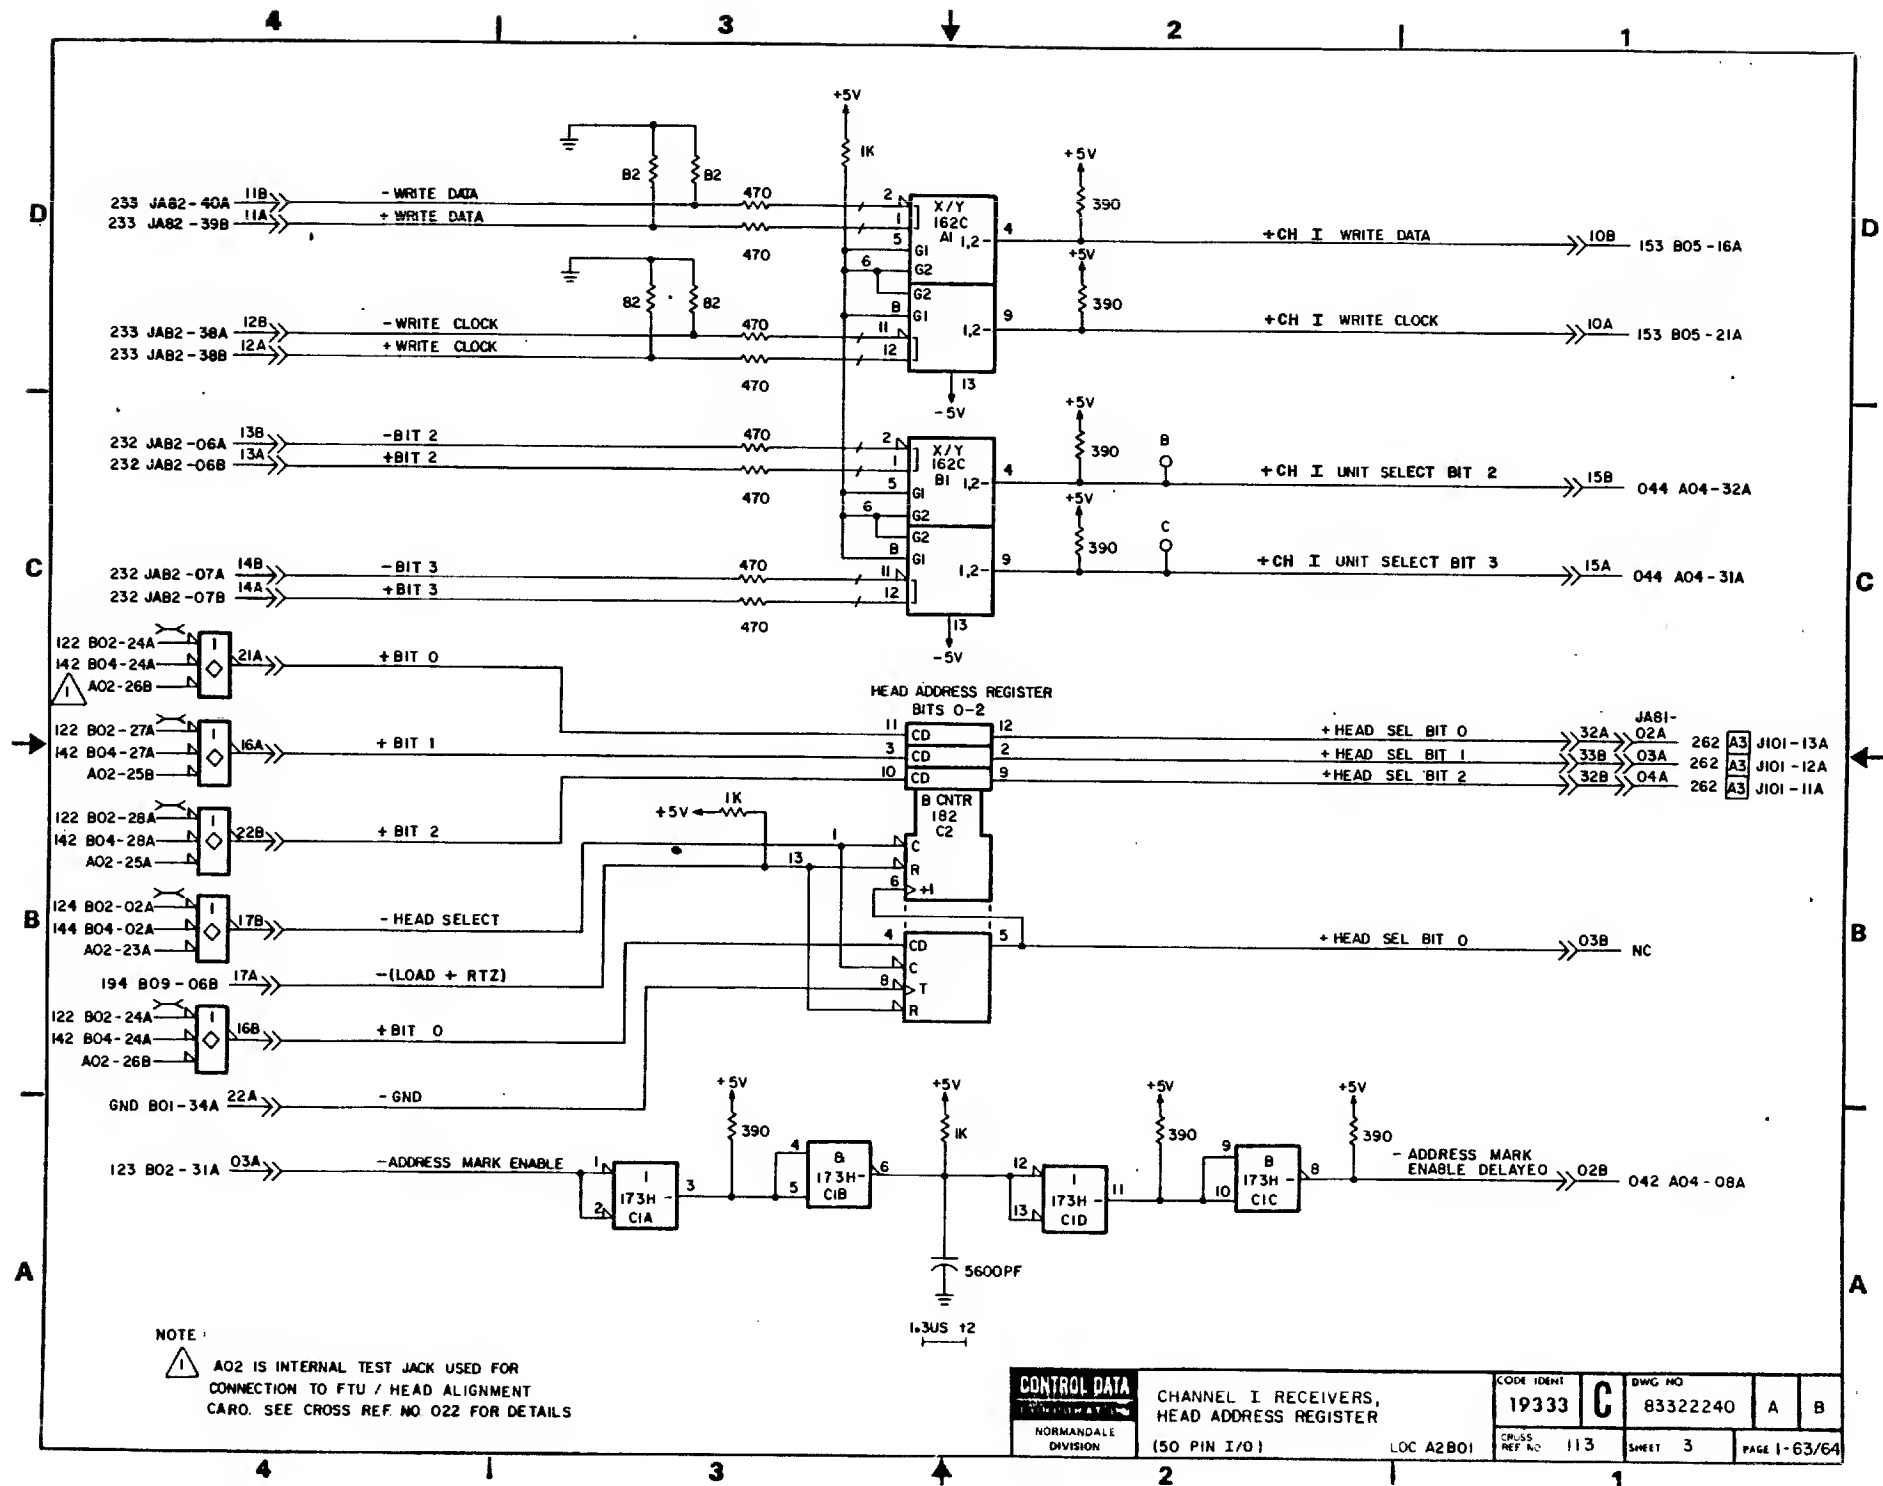 4 3 2 1
+5V
1K
82 82
+5V
390
233 JA82-40A 11B - WRITE DATA 470 2 X/Y
233 JA82-39B 11A + WRITE DATA 470 1 162C A1 1,2 4 +CH I WRITE DATA 10B 153 B05-16A
D D
5 G1
6 G2
G2
8 G1
+5V
390
82 82
233 JAB2-38A 12B - WRITE CLOCK 470 11 1,2 9 +CH I WRITE CLOCK 10A 153 B05-21A
233 JAB2-38B 12A + WRITE CLOCK 470 12
13
-5V
+5V
390
232 JAB2-06A 13B -BIT 2 470 2 X/Y
232 JAB2-06B 13A +BIT 2 470 1 162C B1 1,2 4 B +CH I UNIT SELECT BIT 2 15B 044 A04-32A
5 G1
6 G2
G2
8 G1
+5V
390
C C
232 JAB2-07A 14B -BIT 3 470 11 1,2 9 C +CH I UNIT SELECT BIT 3 15A 044 A04-31A
232 JAB2-07B 14A +BIT 3 470 12
13
-5V
122 B02-24A
142 B04-24A 1 21A +BIT 0
1 A02-26B
HEAD ADDRESS REGISTER
BITS 0-2
JA81-
122 B02-27A
142 B04-27A 1 16A + BIT 1
A02-25B
11 CD 12 + HEAD SEL BIT 0 32A 02A 262 A3 J101-13A
3 CD 2 + HEAD SEL BIT 1 33B 03A 262 A3 J101-12A
10 CD 9 +HEAD SEL BIT 2 32B 04A 262 A3 J101-11A
122 B02-28A
142 B04-28A 1 22B + BIT 2
A02-25A
+5V 1K
B CNTR
182
C2
1 C
13 R
6 +1
124 B02-02A
144 B04-02A 1 17B - HEAD SELECT
A02-23A
B B
4 CD 5 + HEAD SEL BIT 0 03B NC
C
8 T
R
194 B09-06B 17A -(LOAD + RTZ)
122 B02-24A
142 B04-24A 1 16B +BIT 0
A02-26B
GND B01-34A 22A - GND
+5V 390
+5V 1K
+5V 390
+5V 390
123 B02-31A 03A -ADDRESS MARK ENABLE 1 2 1 173H C1A 3 4 5 & 173H C1B 6 12 13 1 173H C1D 11 9 10 B 173H C1C 8
- ADDRESS MARK
ENABLE DELAYED 02B 042 A04-08A
A A
5600PF
1.3US ±2
NOTE :
1 A02 IS INTERNAL TEST JACK USED FOR
CONNECTION TO FTU / HEAD ALIGNMENT
CARD. SEE CROSS REF. NO. 022 FOR DETAILS
CONTROL DATA
NORMANDALE
DIVISION
CHANNEL I RECEIVERS,
HEAD ADDRESS REGISTER
(50 PIN I/O) LOC A2B01
CODE IDENT
19333
C
DWG NO
83322240
A B
CROSS
REF NO 113
SHEET 3
PAGE 1-63/64
4 3 2 1